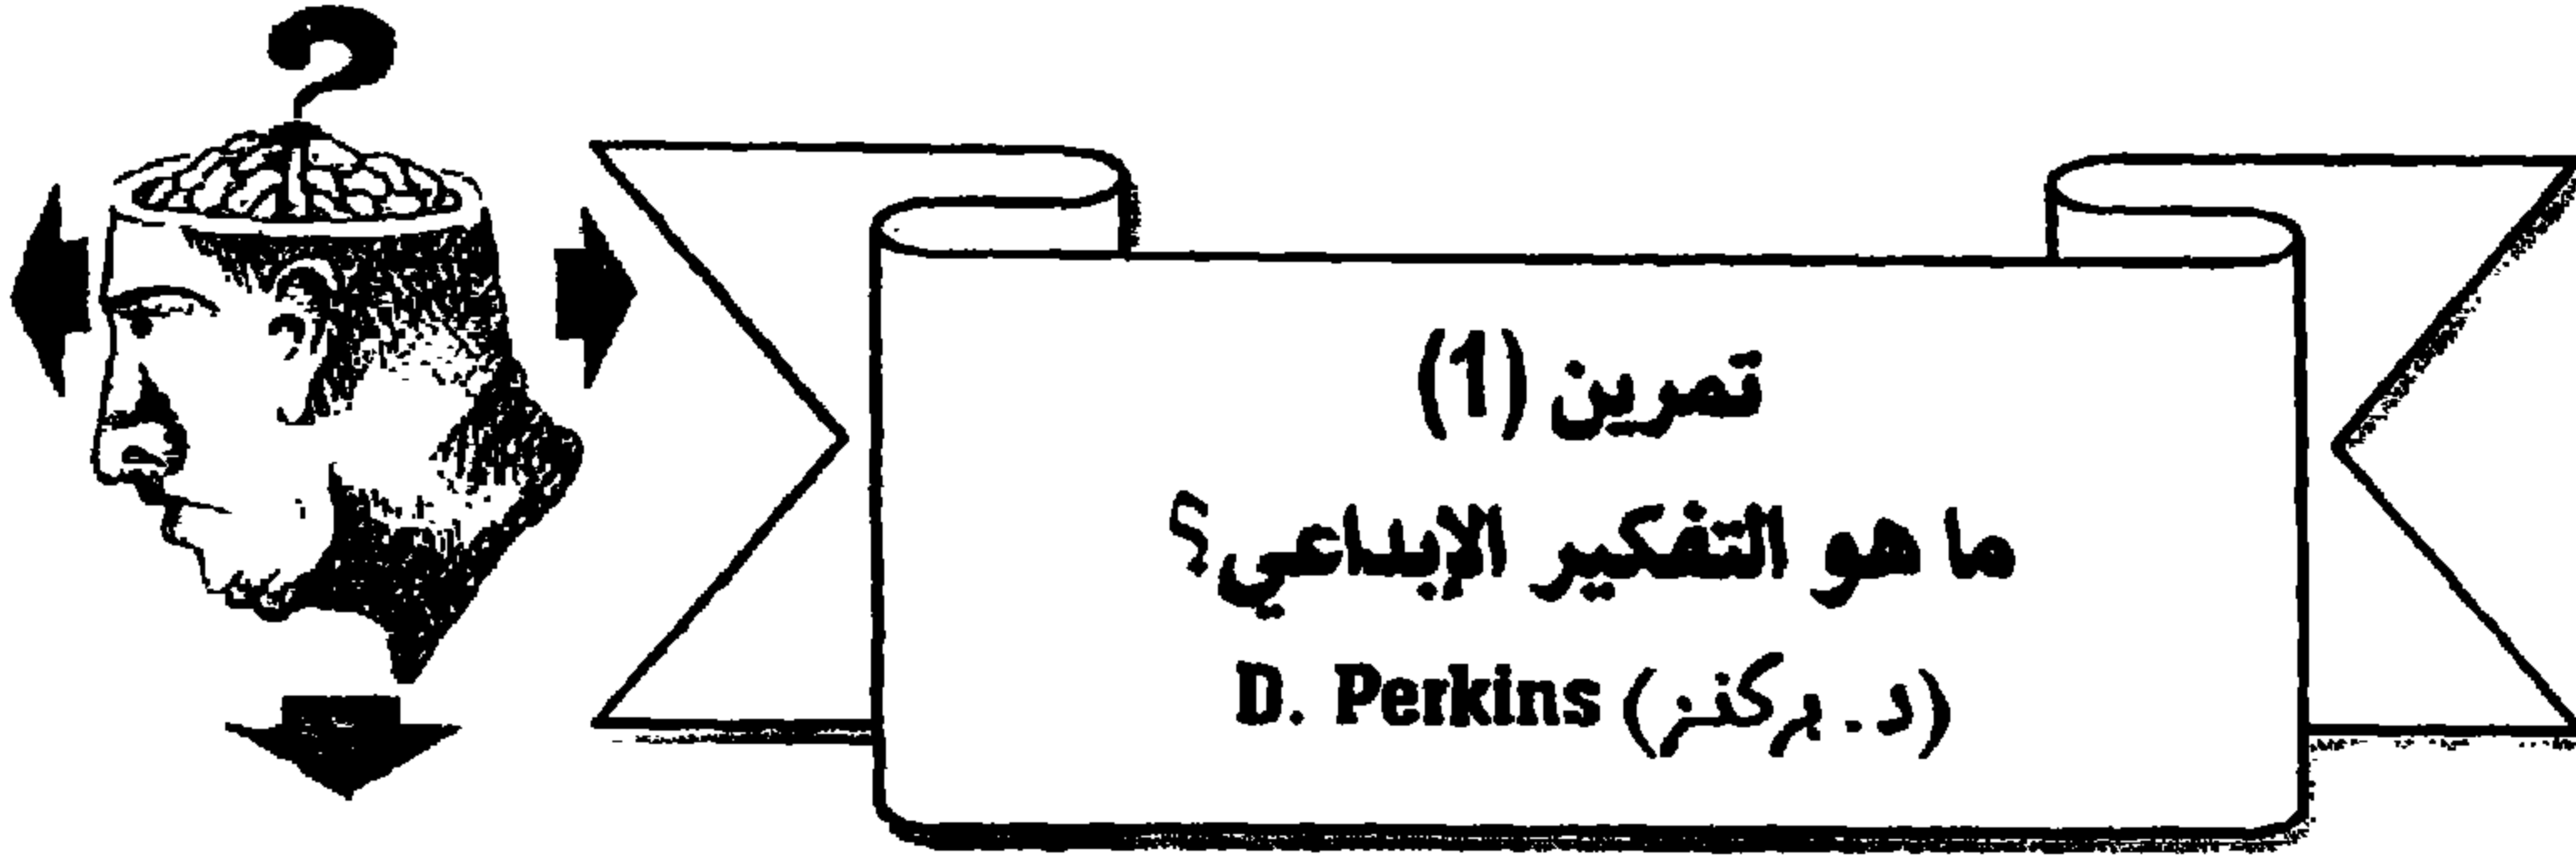 ؟
تمرين (1)
ما هو التفكير الإبداعي؟
(د. بركنز) D. Perkins